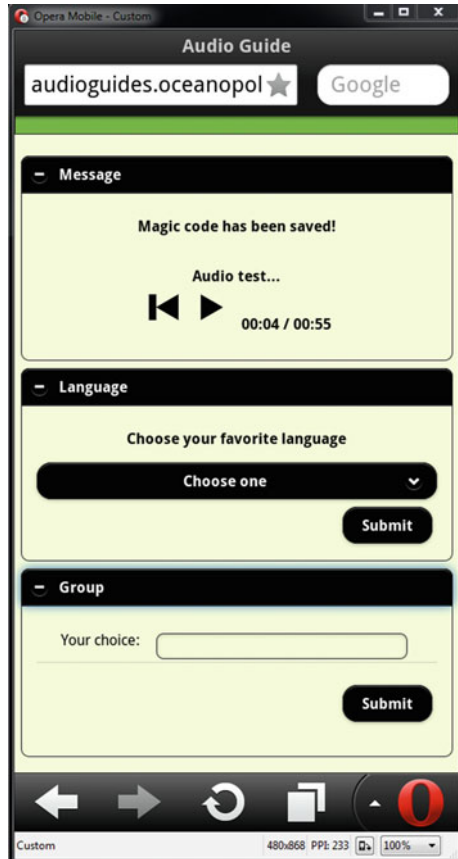 Opera Mobile - Custom
Audio Guide
audioguides.oceanopol
Google
Message
Magic code has been saved!
Audio test...
00:04 / 00:55
Language
Choose your favorite language
Choose one
Submit
Group
Your choice:
Submit
Custom
480x868 PPI: 233
100%